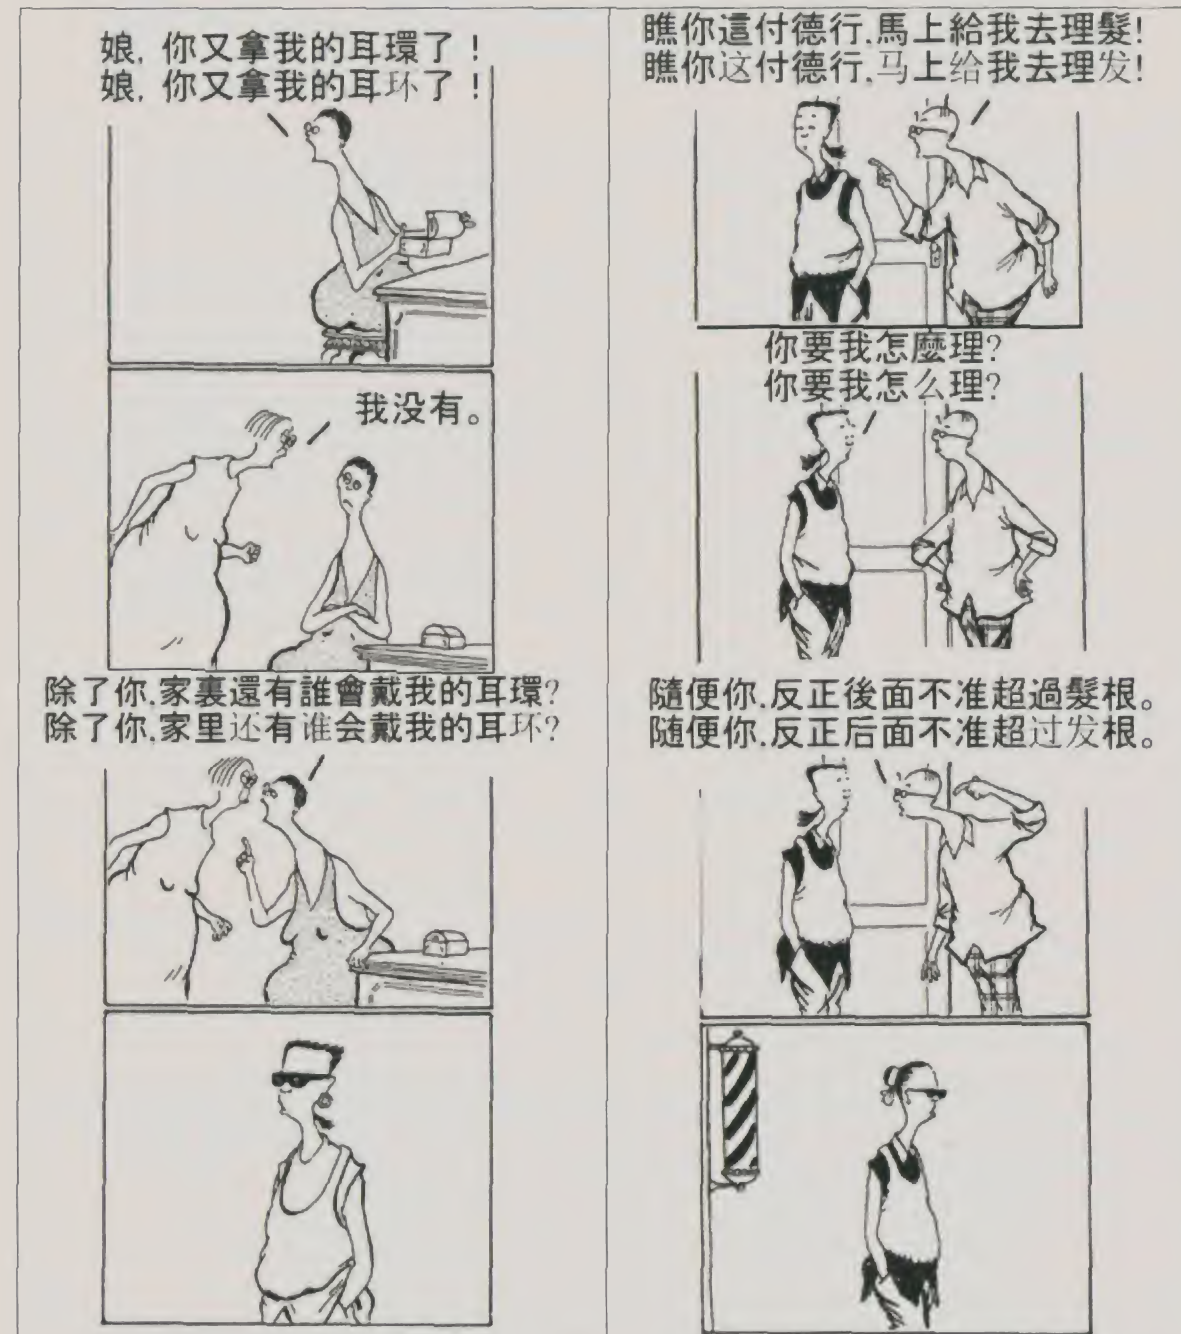 娘, 你又拿我的耳環了！
娘, 你又拿我的耳环了！
我没有。
除了你,家裏還有誰會戴我的耳環?
除了你,家里还有谁会戴我的耳环?
瞧你這付德行,馬上給我去理髮!
瞧你这付德行,马上给我去理发!
你要我怎麼理?
你要我怎么理?
隨便你.反正後面不准超過髮根。
随便你.反正后面不准超过发根。